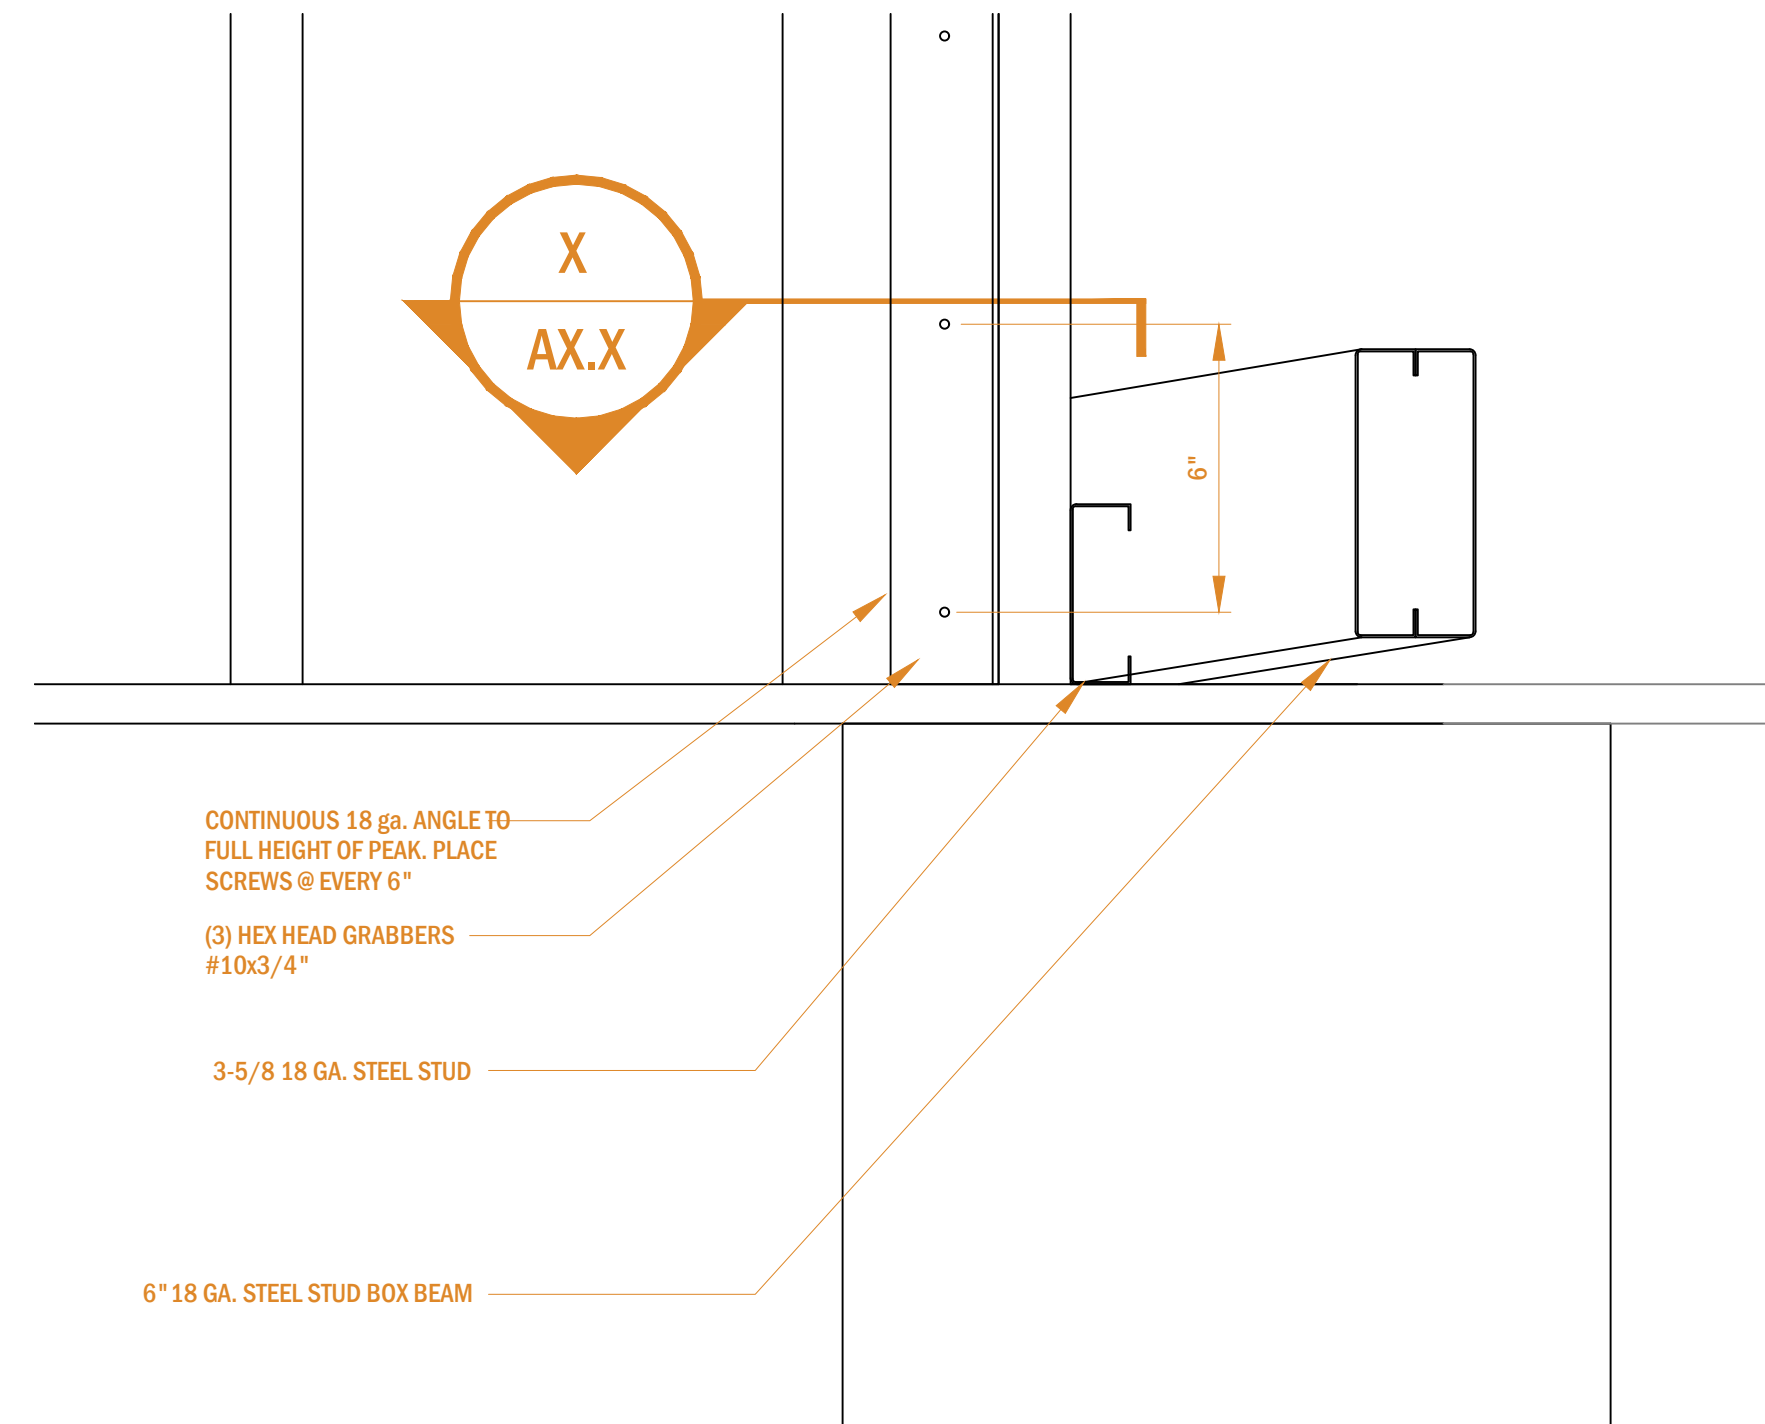 X
AX.X
6"
CONTINUOUS 18 ga. ANGLE TO
FULL HEIGHT OF PEAK. PLACE
SCREWS @ EVERY 6"
(3) HEX HEAD GRABBERS
#10x3/4"
3-5/8 18 GA. STEEL STUD
6" 18 GA. STEEL STUD BOX BEAM